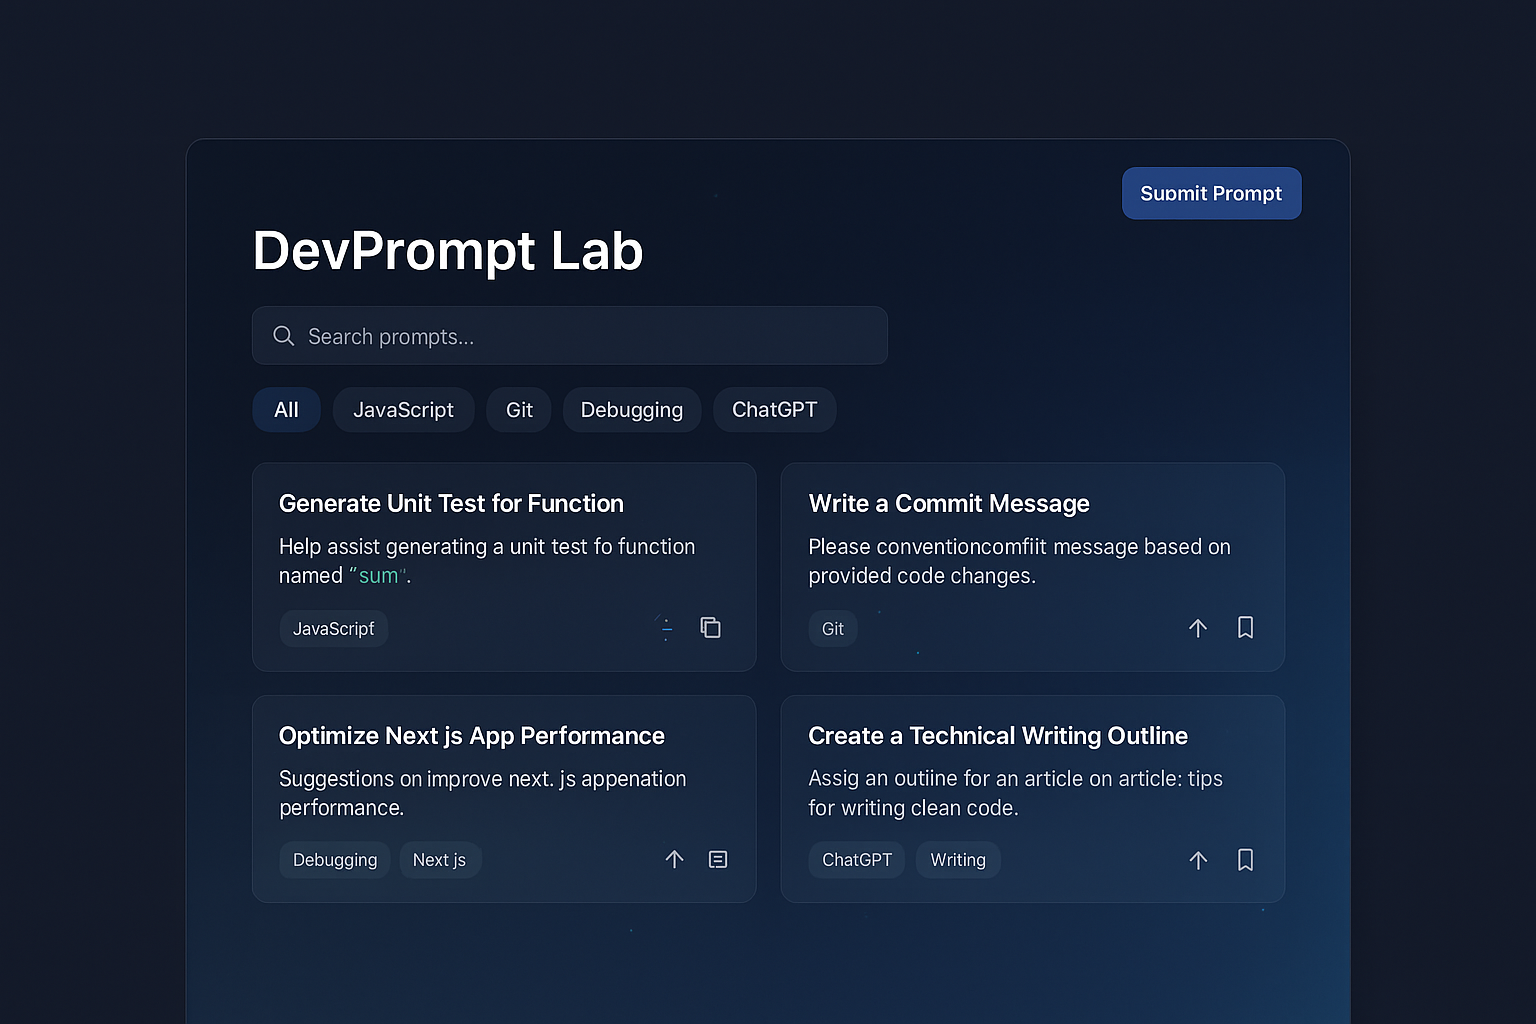 Submit Prompt
DevPrompt Lab
Search prompts...
All
JavaScript
Git
Debugging
ChatGPT
Generate Unit Test for Function
Help assist generating a unit test fo function
named “sum”.
JavaScripf
Write a Commit Message
Please conventioncomfiit message based on
provided code changes.
Git
Optimize Next js App Performance
Suggestions on improve next. js appenation
performance.
Debugging
Next js
Create a Technical Writing Outline
Assig an outiine for an article on article: tips
for writing clean code.
ChatGPT
Writing